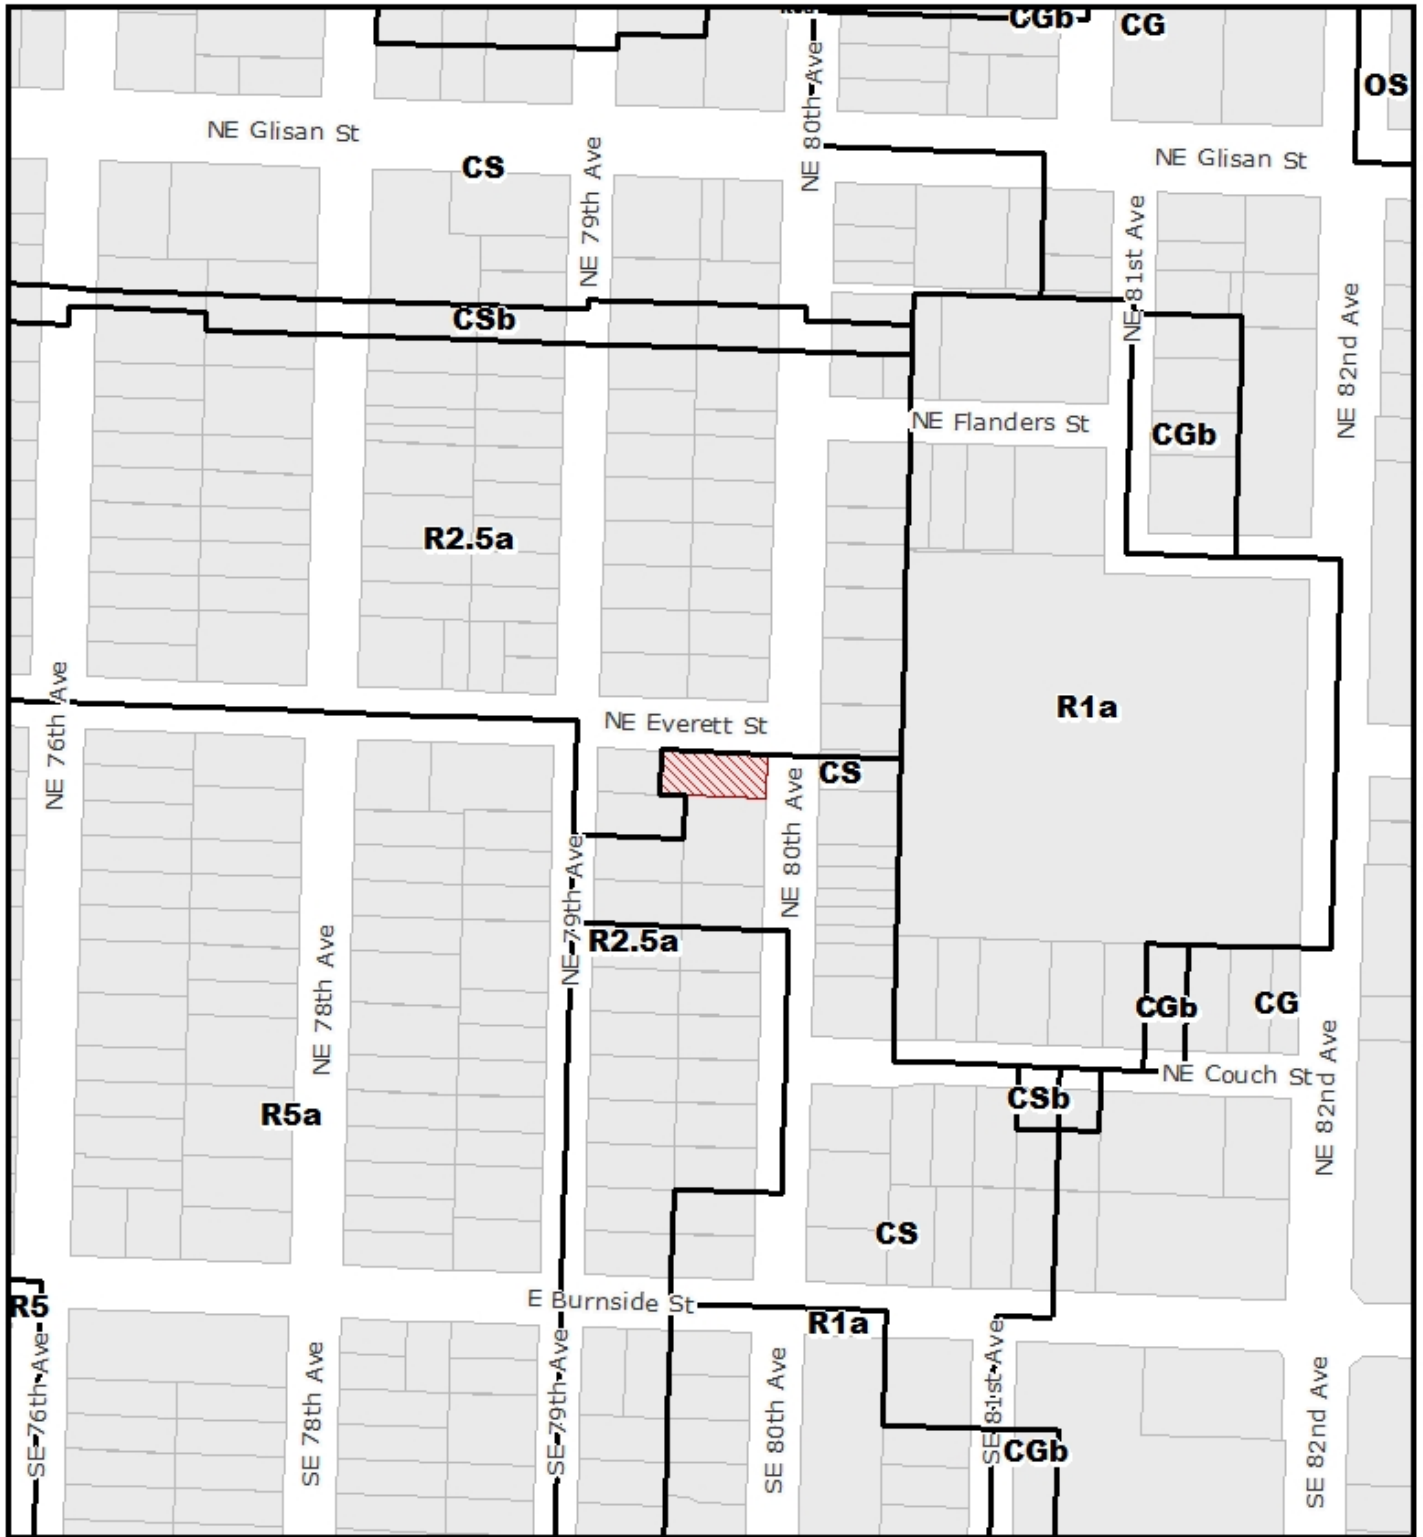 CGb
CG
OS
NE 80th Ave
NE Glisan St
NE Glisan St
CS
NE 79th Ave
NE 81st Ave
NE 82nd Ave
CSb
NE Flanders St
CGb
R2.5a
NE 76th Ave
R1a
NE Everett St
CS
NE 80th Ave
NE 79th Ave
R2.5a
NE 78th Ave
CGb
CG
NE Couch St
NE 82nd Ave
CSb
R5a
CS
R5
E Burnside St
R1a
SE 76th Ave
SE 78th Ave
SE 79th Ave
SE 80th Ave
SE 81st Ave
SE 82nd Ave
CGb